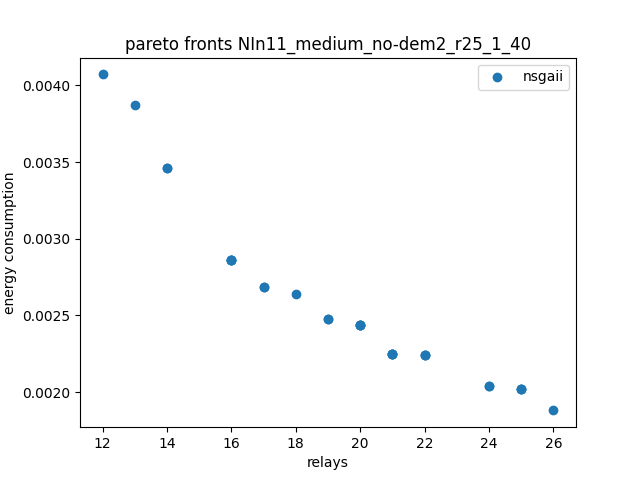 pareto fronts NIn11_medium_no-dem2_r25_1_40
nsgaii
energy consumption
0.0040
0.0035
0.0030
0.0025
0.0020
12 14 16 18 20 22 24 26
relays